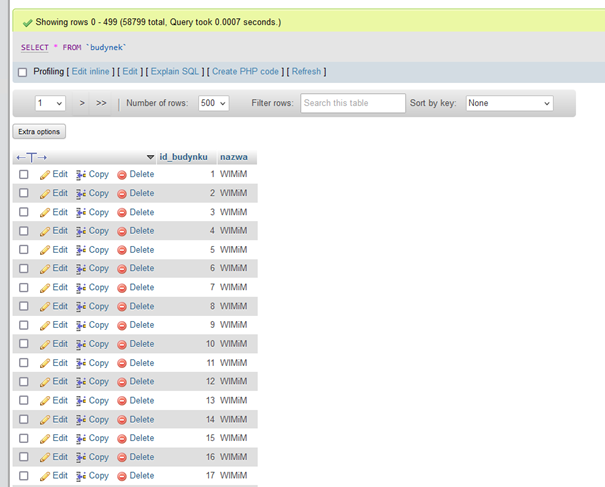 Showing rows 0 - 499 (58799 total, Query took 0.0007 seconds.)
SELECT * FROM `budynek`
Profiling [ Edit inline ] [ Edit ] [ Explain SQL ] [ Create PHP code ] [ Refresh ]
1 > >> | Number of rows: 500 Filter rows: Search this table Sort by key: None
Extra options
←T→ id_budynku nazwa
Edit Copy Delete 1 WIMiM
Edit Copy Delete 2 WIMiM
Edit Copy Delete 3 WIMiM
Edit Copy Delete 4 WIMiM
Edit Copy Delete 5 WIMiM
Edit Copy Delete 6 WIMiM
Edit Copy Delete 7 WIMiM
Edit Copy Delete 8 WIMiM
Edit Copy Delete 9 WIMiM
Edit Copy Delete 10 WIMiM
Edit Copy Delete 11 WIMiM
Edit Copy Delete 12 WIMiM
Edit Copy Delete 13 WIMiM
Edit Copy Delete 14 WIMiM
Edit Copy Delete 15 WIMiM
Edit Copy Delete 16 WIMiM
Edit Copy Delete 17 WIMiM